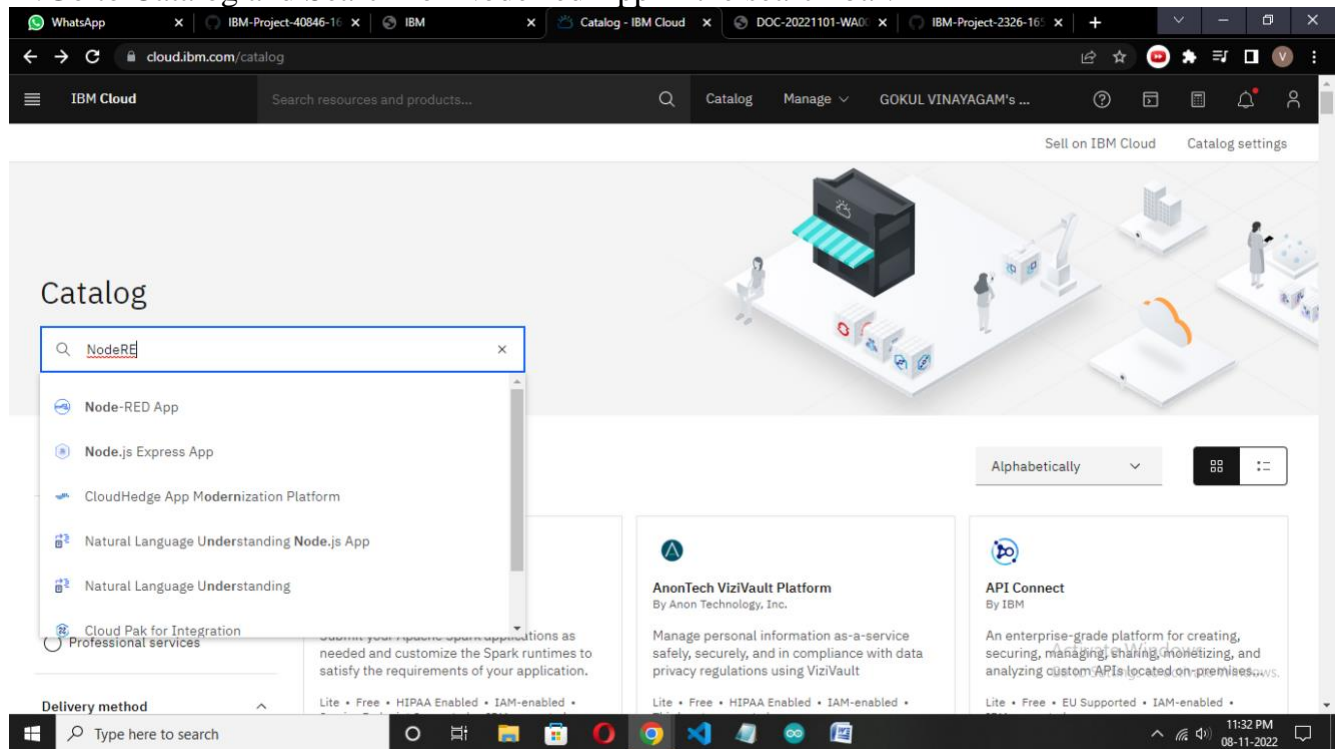 WhatsApp
IBM-Project-40846-16
IBM
Catalog - IBM Cloud
DOC-20221101-WA00
IBM-Project-2326-165
cloud.ibm.com/catalog
V
IBM Cloud
Search resources and products...
Catalog
Manage
GOKUL VINAYAGAM's ...
Sell on IBM Cloud
Catalog settings
Catalog
NodeRE
Node-RED App
Node.js Express App
CloudHedge App Modernization Platform
Natural Language Understanding Node.js App
Natural Language Understanding
Cloud Pak for Integration
Professional services
Delivery method
Alphabetically
needed and customize the Spark runtimes to
satisfy the requirements of your application.
Lite • Free • HIPAA Enabled • IAM-enabled •
AnonTech ViziVault Platform
By Anon Technology, Inc.
Manage personal information as-a-service
safely, securely, and in compliance with data
privacy regulations using ViziVault
Lite • Free • HIPAA Enabled • IAM-enabled •
API Connect
By IBM
An enterprise-grade platform for creating,
securing, managing, sharing, monetizing, and
analyzing custom APIs located on-premises
Lite • Free • EU Supported • IAM-enabled •
Activate Windows
Type here to search
11:32 PM
08-11-2022